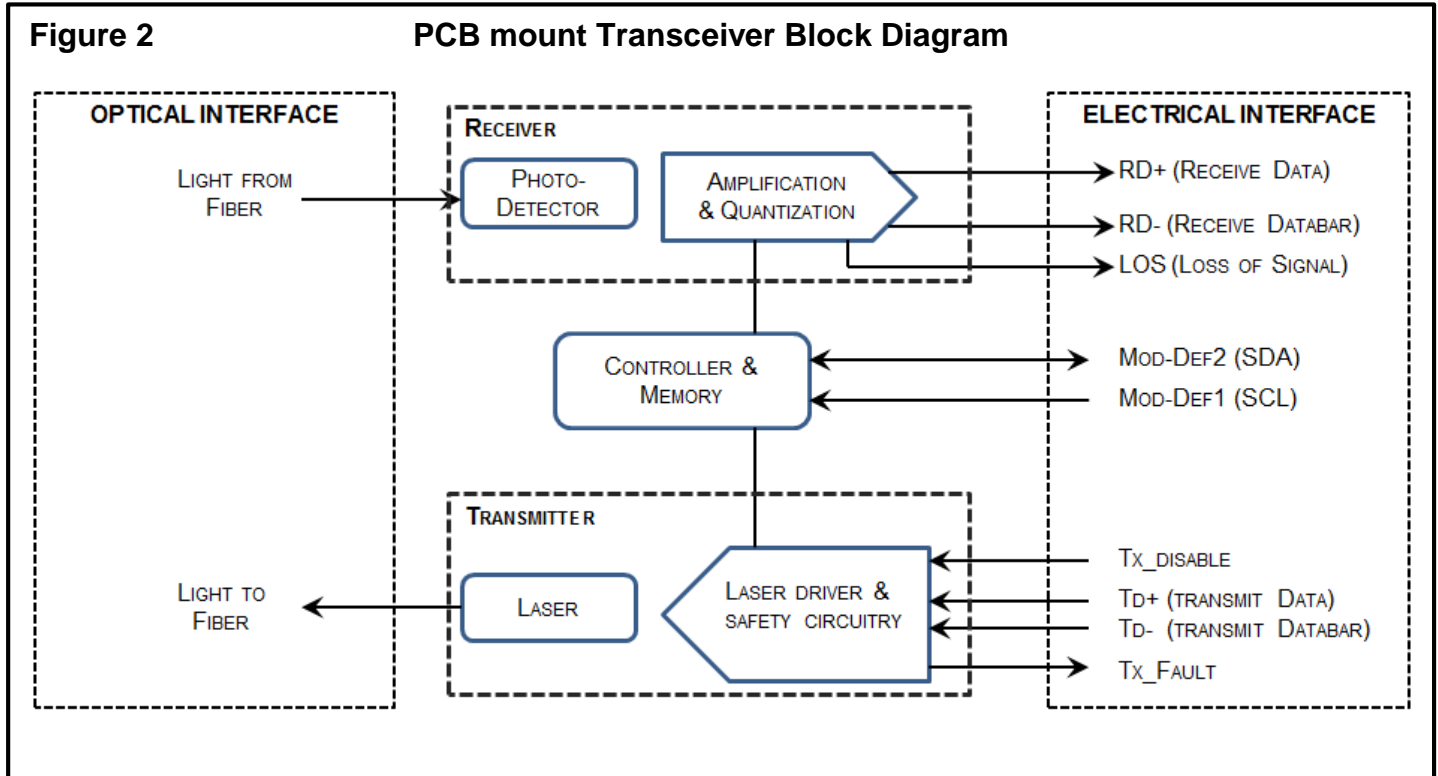 Figure 2 PCB mount Transceiver Block Diagram
OPTICAL INTERFACE
LIGHT FROM
FIBER
LIGHT TO
FIBER
RECEIVER
PHOTO-
DETECTOR
AMPLIFICATION
& QUANTIZATION
CONTROLLER &
MEMORY
TRANSMITTER
LASER
LASER DRIVER &
SAFETY CIRCUITRY
ELECTRICAL INTERFACE
RD+ (RECEIVE DATA)
RD- (RECEIVE DATABAR)
LOS (LOSS OF SIGNAL)
MOD-DEF2 (SDA)
MOD-DEF1 (SCL)
TX_DISABLE
TD+ (TRANSMIT DATA)
TD- (TRANSMIT DATABAR)
TX_FAULT